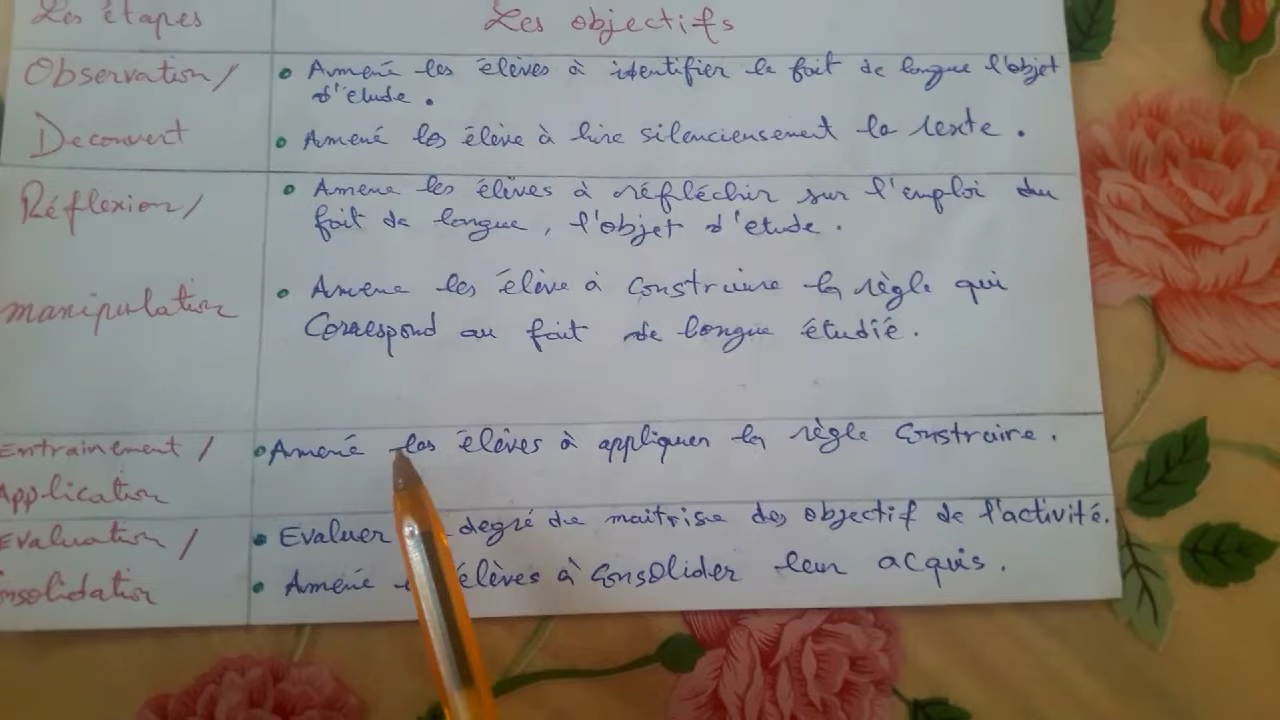 Les étapes
Les objectifs
Observation /
Decouvert
• Amené les élèves à identifier le fait de langue l'objet
d'etude.
• Amené les élève à lire silenciensement le texte.
Réflexion /
manipulation
• Amene les élèves à réfléchir sur l'emploi du
fait de langue, l'objet d'etude.
• Amene les élève à construire la règle qui
Correspond au fait de langue étudié.
Entrainement /
Application
• Amené les élèves à appliquer la règle Construire.
Evaluation /
nsolidation
• Evaluer degré de maitrise des objectif de l'activité.
• Amené élèves à consolider leur acquis.